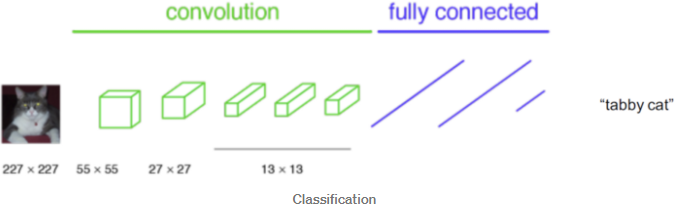 convolution
fully connected
"tabby cat"
227 × 227
55 × 55
27 × 27
13 × 13
Classification